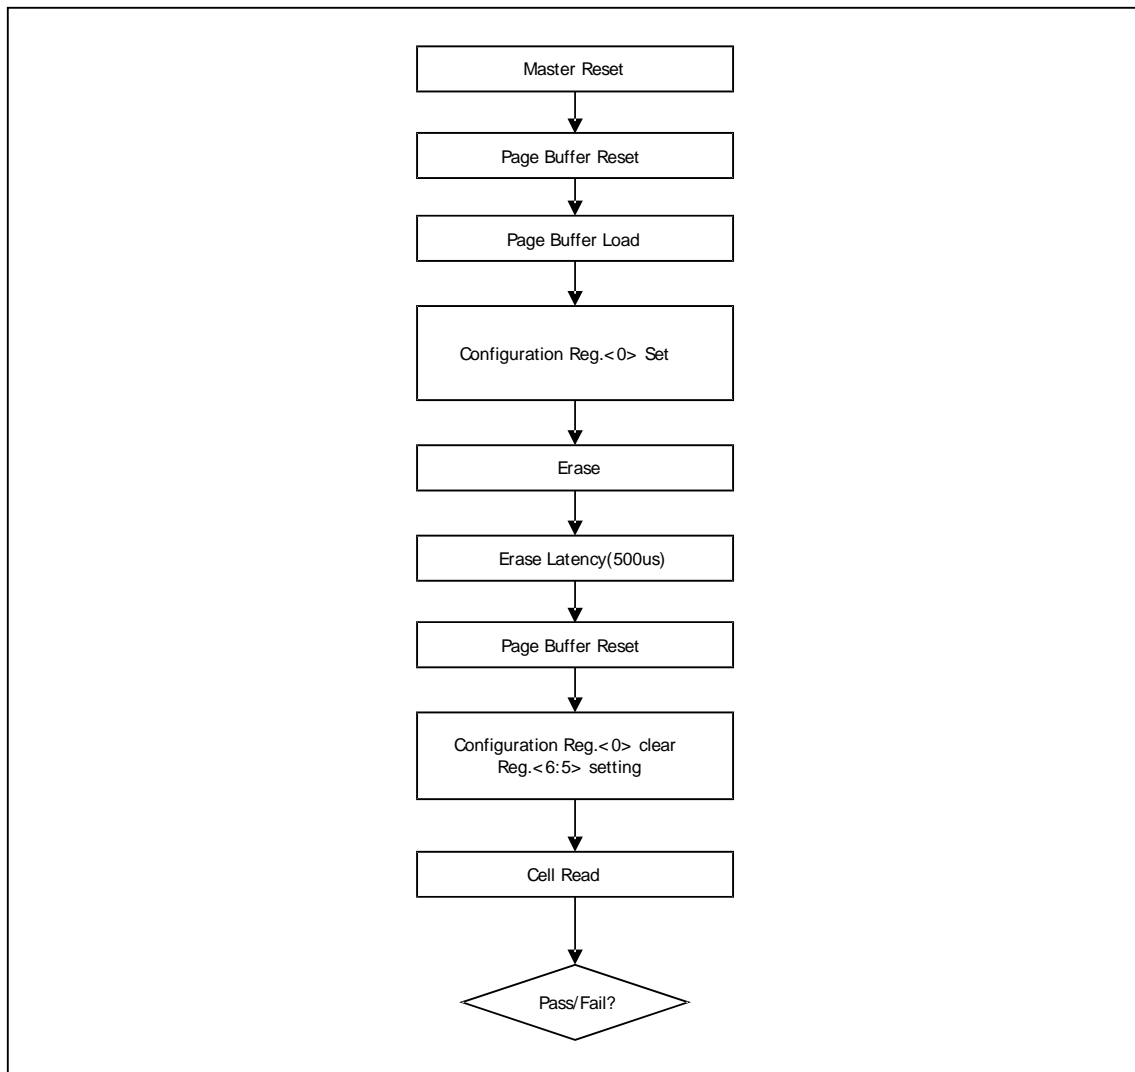 Master Reset
Page Buffer Reset
Page Buffer Load
Configuration Reg.<0> Set
Erase
Erase Latency(500us)
Page Buffer Reset
Configuration Reg.<0> clear
Reg.<6:5> setting
Cell Read
Pass/Fail?